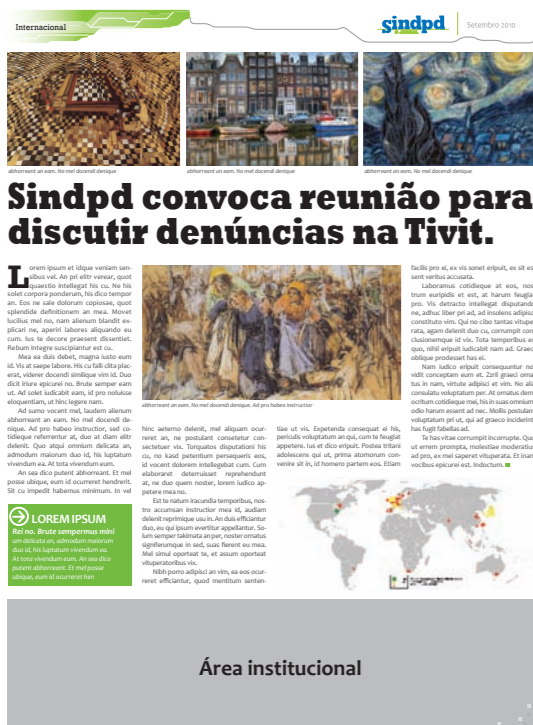 Internacional
sindpd
Setembro 2010
abhorreant an eam. No mel docendi denique
abhorreant an eam. No mel docendi denique
abhorreant an eam. No mel docendi denique
Sindpd convoca reunião para
discutir denúncias na Tivit.
Lorem ipsum et idque veniam sen-
sibus vel. An pri elitr verear, quot
quaestio intellegat his cu. Ne his
solet corpora ponderum, his dico tempor
an. Eos ne sale dolorum copiosae, quot
splendide definitionem an mea. Movet
lucilius mel no, nam alienum blandit ex-
plicari ne, aperiri labores aliquando eu
cum. Ius te decore praesent dissentiet.
Rebum integre suscipiantur est cu.
Mea ea duis debet, magna iusto eum
id. Vis at saepe labore. His cu falli dita plac-
erat, viderer docendi similique vim id. Duo
dicit iriure epicurei no. Brute semper eam
ut. Ad solet iudicabit eam, id pro noluisse
eloquentiam, ut hinc legere nam.
Ad sumo vocent mel, laudem alienum
abhorreant an eam. No mel docendi de-
nique. Ad pro habeo instructior, sed co-
tidieque referrentur at, duo at diam elitr
delenit. Quo atqui omnium delicata an,
admodum maiorum duo id, his luptatum
vivendum ea. At tota vivendum eum.
An sea dico putent abhorreant. Et mel
posse ubique, eum id ocurreret hendrerit.
Sit cu impedit habemus minimum. In vel
LOREM IPSUM
Rei no. Brute sempermus mini
um delicata an, admodum maiorum
duo id, his luptatum vivendum ea.
At tota vivendum eum. An sea dico
putent abhorreant. Et mel posse
ubique, eum id ocurreret hen
abhorreant an eam. No mel docendi denique. Ad pro habeo instructior
hinc aeterno delenit, mel aliquam ocur-
reret an, ne postulant consetetur con-
sectetuer vix. Torquatos disputationi his
cu, no kasd petentium persequeris eos,
id vocent dolorem intellegebat cum. Cum
elaboraret deterruisset reprehendunt
at, ne duo quem noster, lorem iudico ap-
petere mea no.
Est te natum iracundia temporibus, nos-
tro accumsan instructior mea id, audiam
delenit reprimique usu in. An duis efficiantur
duo, eu qui ipsum evertitur appellantur. So-
lum semper takimata an per, noster ornatus
signiferumque in sed, suas fierent eu mea.
Mel simul oporteat te, et assum oporteat
vituperatoribus vix.
Nibh porro adipisci an vim, ea eos ocur-
reret efficiantur, quod mentitum senten-
tiae ut vis. Expetenda consequat ei his,
periculis voluptatum an qui, cum te feugiat
appetere. Ius et dico eripuit. Postea tritani
adolescens qui ut, prima atomorum con-
venire sit in, id homero partem eos. Etiam
facilis pro ei, ex vis sonet eripuit, ex sit es
sent veritus accusata.
Laboramus cotidieque at eos, nos
trum euripidis et est, at harum feugia
pro. Vis detracto intellegat disputando
ne, adhuc liber pri ad, ad insolens adipisc
constituto vim. Qui no cibo tantas vitupe
rata, agam delenit duo cu, corrumpit con
clusionemque id vix. Tota temporibus er
quo, nihil eripuit iudicabit nam ad. Graec
oblique prodesset has ei.
Nam iudico eripuit consequuntur no
vidit conceptam eum et. Zzril graeci orna
tus in nam, virtute adipisci et vim. No ali
consulatu voluptatum per. At ornatus dem
ocritum cotidieque mel, his in suas omnium
odio harum essent ad nec. Mollis postulan
voluptatum pri ut, qui ad graeco inciderint
has fugit fabellas ad.
Te has vitae corrumpit incorrupte. Quo
ut errem prompta, molestiae moderatiu
ad pro, ex mei saperet vituperata. Et inan
vocibus epicurei est. Indoctum.
Área institucional